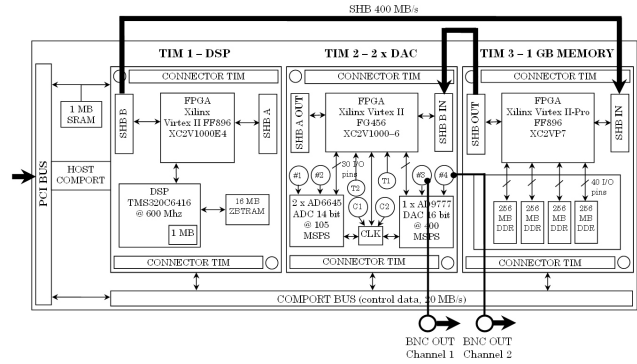 SHB 400 MB/s
TIM 1 – DSP
TIM 2 – 2 x DAC
TIM 3 – 1 GB MEMORY
CONNECTOR TIM
CONNECTOR TIM
CONNECTOR TIM
PCI BUS
1 MB
SRAM
HOST
COMPORT
SHB B
FPGA
Xilinx
Virtex II FF896
XC2V1000E4
SHB A
DSP
TMS320C6416
@ 600 Mhz
1 MB
16 MB
ZBTRAM
CONNECTOR TIM
SHB A OUT
FPGA
Xilinx Virtex II
FG456
XC2V1000–6
SHB B IN
30 I/O
pins
#1
#2
T2
T1
#3
#4
C1
C2
2 x AD6645
ADC 14 bit
@ 105
MSPS
CLK
1 x AD9777
DAC 16 bit
@ 400
MSPS
CONNECTOR TIM
SHB OUT
FPGA
Xilinx Virtex II-Pro
FF896
XC2VP7
SHB IN
40 I/O
pins
256
MB
DDR
256
MB
DDR
256
MB
DDR
256
MB
DDR
CONNECTOR TIM
COMPORT BUS (control data, 20 MB/s)
BNC OUT
Channel 1
BNC OUT
Channel 2